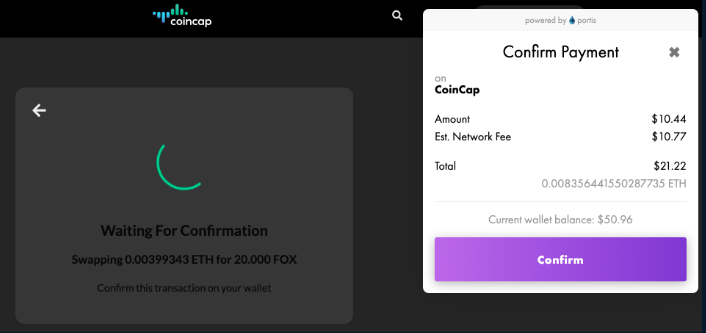 coincap
Waiting For Confirmation
Swapping 0.00399343 ETH for 20.000 FOX
Confirm this transaction on your wallet
powered by portis
Confirm Payment
on
CoinCap
Amount $10.44
Est. Network Fee $10.77
Total $21.22
0.008356441550287735 ETH
Current wallet balance: $50.96
Confirm